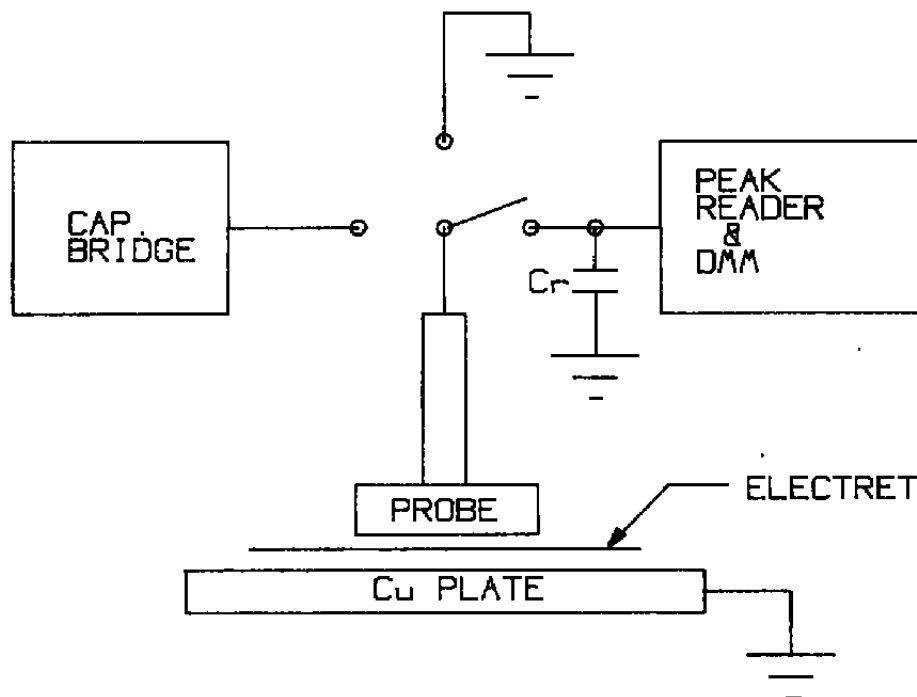 CAP.
BRIDGE
PEAK
READER
&
DMM
Cr
ELECTRET
PROBE
Cu PLATE